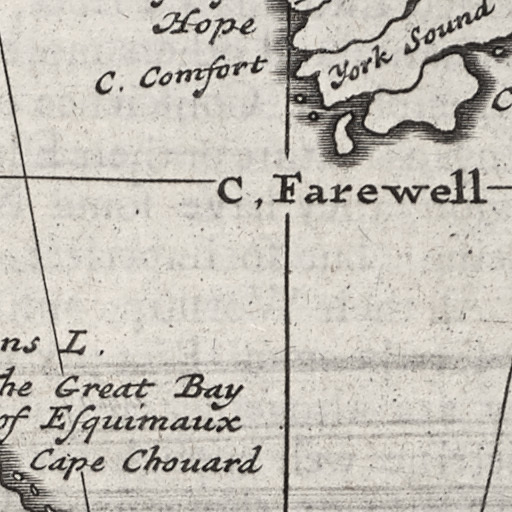 Hope
C. Comfort
York Sound
C
C, Farewell
ns L.
he Great Bay
of Eſquimaux
Cape Chouard